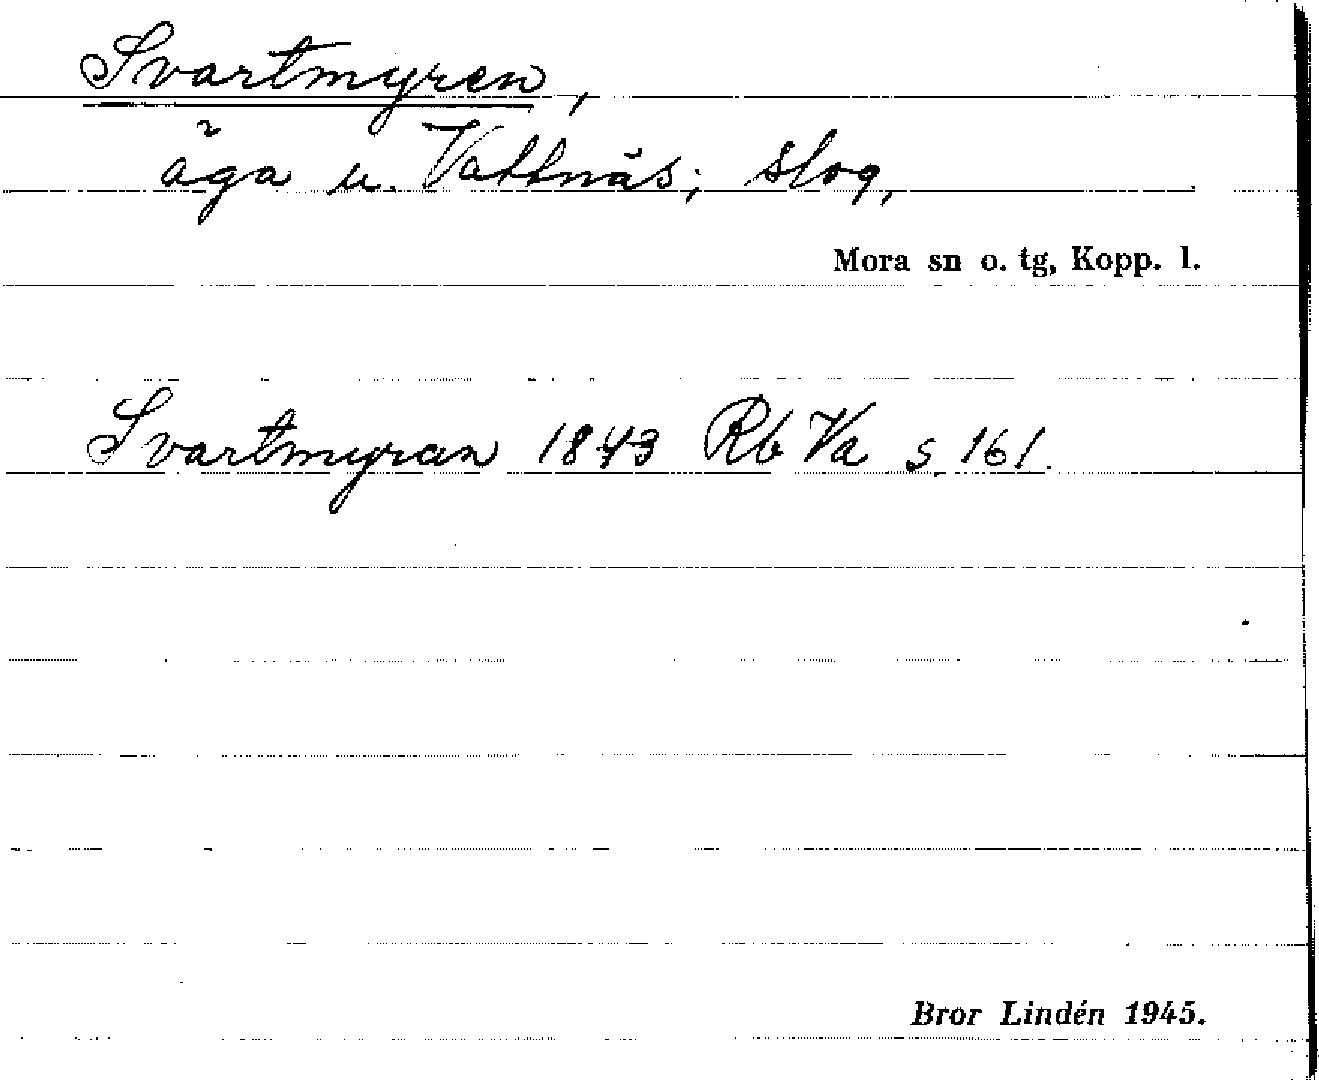 Svartmyren,
äga u. Vattnäs; slog,
Mora sn o. tg, Kopp. l.
Svartmyran 1843 Rb Va s. 161.
Bror Lindén 1945.